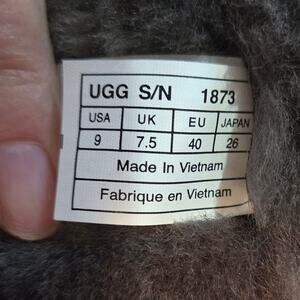 UGG S/N 1873
USA UK EU JAPAN
9 7.5 40 26
Made In Vietnam
Fabrique en Vietnam